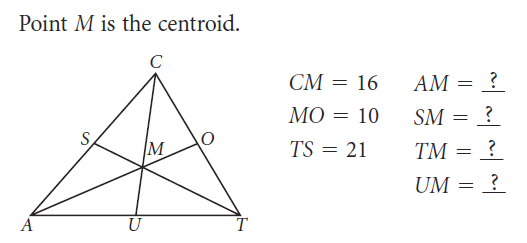 Point M is the centroid.
C
S
M
O
A
U
T
CM = 16 AM = ?
MO = 10 SM = ?
TS = 21 TM = ?
UM = ?